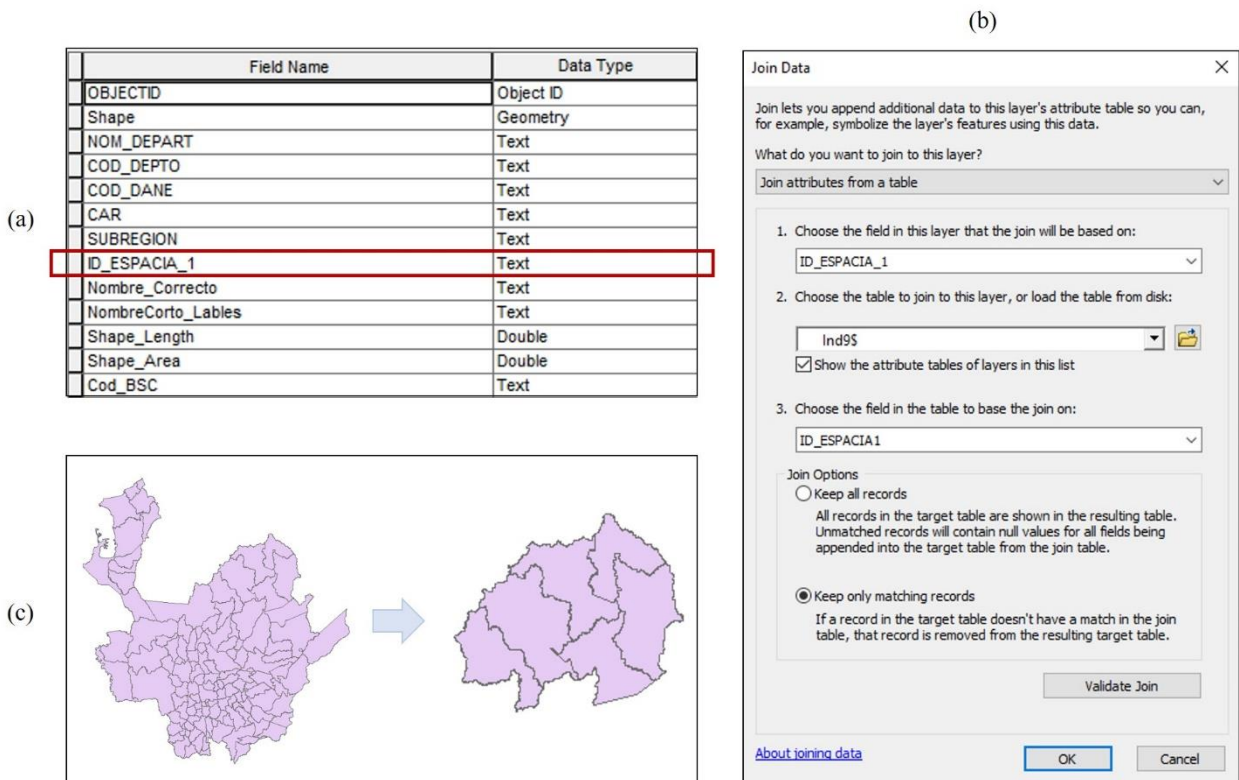 (a)
Field Name Data Type
OBJECTID Object ID
Shape Geometry
NOM_DEPART Text
COD_DEPTO Text
COD_DANE Text
CAR Text
SUBREGION Text
ID_ESPACIA_1 Text
Nombre_Correcto Text
NombreCorto_Lables Text
Shape_Length Double
Shape_Area Double
Cod_BSC Text
(b)
Join Data
Join lets you append additional data to this layer's attribute table so you can,
for example, symbolize the layer's features using this data.
What do you want to join to this layer?
Join attributes from a table
1. Choose the field in this layer that the join will be based on:
ID_ESPACIA_1
2. Choose the table to join to this layer, or load the table from disk:
Ind9$
Show the attribute tables of layers in this list
3. Choose the field in the table to base the join on:
ID_ESPACIA1
Join Options
Keep all records
All records in the target table are shown in the resulting table.
Unmatched records will contain null values for all fields being
appended into the target table from the join table.
Keep only matching records
If a record in the target table doesn't have a match in the join
table, that record is removed from the resulting target table.
Validate Join
About joining data
OK Cancel
(c)